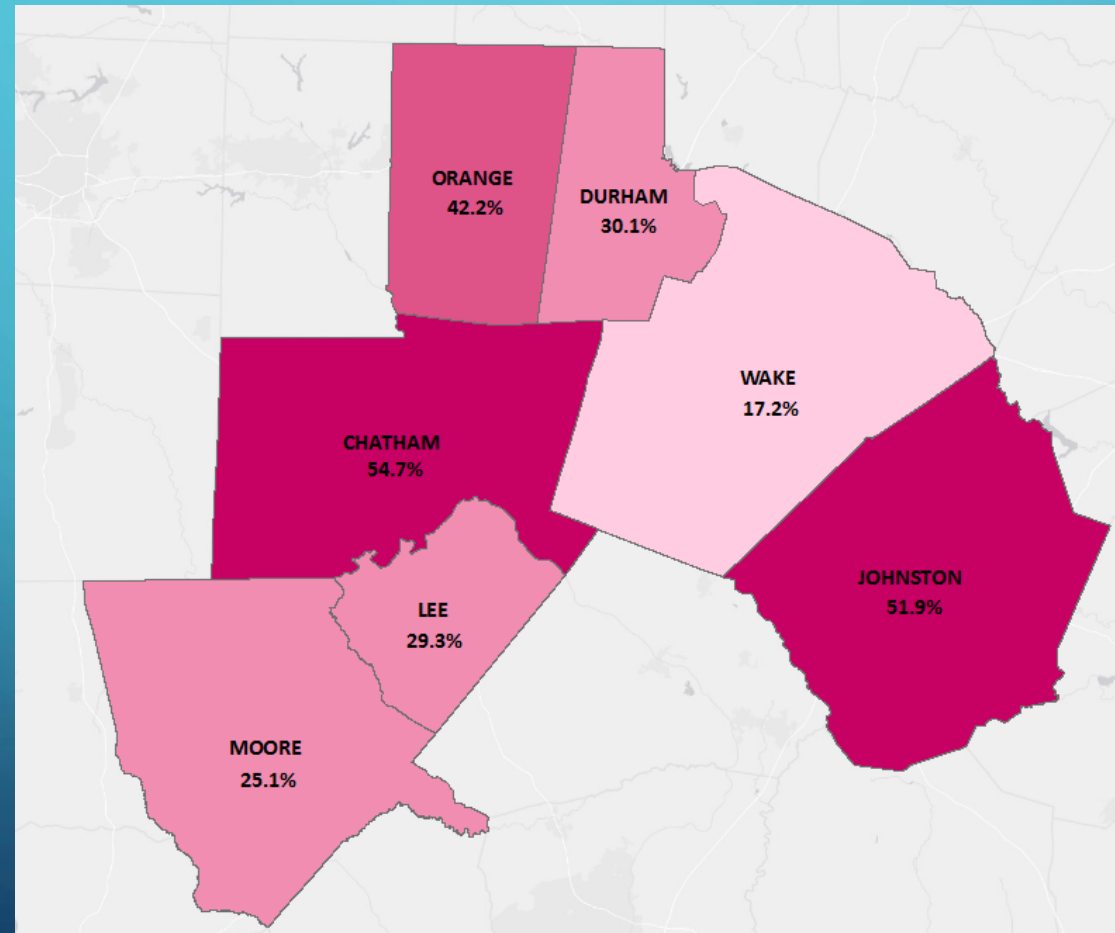 ORANGE
42.2%
DURHAM
30.1%
WAKE
17.2%
CHATHAM
54.7%
JOHNSTON
51.9%
LEE
29.3%
MOORE
25.1%